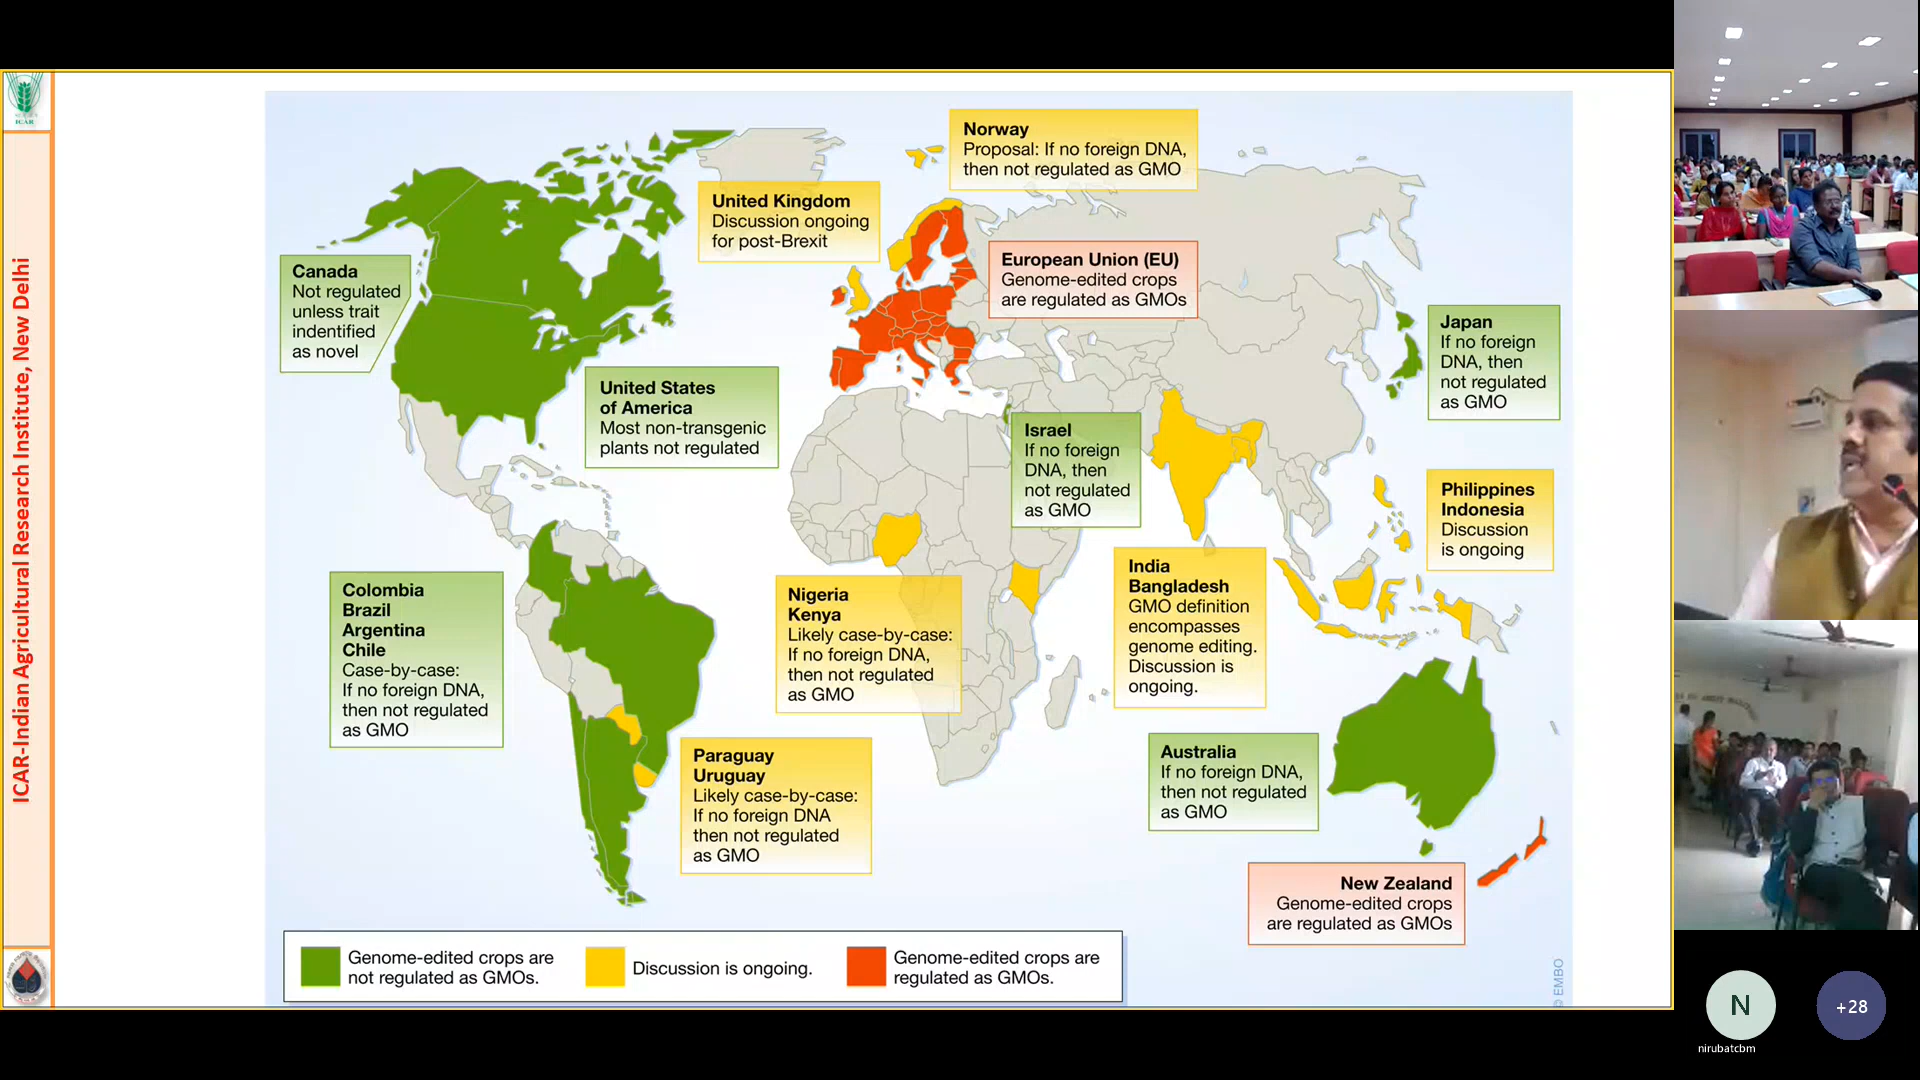 ICAR
ICAR-Indian Agricultural Research Institute, New Delhi
Norway
Proposal: If no foreign DNA,
then not regulated as GMO
United Kingdom
Discussion ongoing
for post-Brexit
European Union (EU)
Genome-edited crops
are regulated as GMOs
Canada
Not regulated
unless trait
indentified
as novel
United States
of America
Most non-transgenic
plants not regulated
Japan
If no foreign
DNA, then
not regulated
as GMO
Israel
If no foreign
DNA, then
not regulated
as GMO
Philippines
Indonesia
Discussion
is ongoing
Colombia
Brazil
Argentina
Chile
Case-by-case:
If no foreign DNA,
then not regulated
as GMO
Nigeria
Kenya
Likely case-by-case:
If no foreign DNA,
then not regulated
as GMO
India
Bangladesh
GMO definition
encompasses
genome editing.
Discussion is
ongoing.
Paraguay
Uruguay
Likely case-by-case:
If no foreign DNA
then not regulated
as GMO
Australia
If no foreign DNA,
then not regulated
as GMO
New Zealand
Genome-edited crops
are regulated as GMOs
Genome-edited crops are
not regulated as GMOs.
Discussion is ongoing.
Genome-edited crops are
regulated as GMOs.
© EMBO
N
+28
nirubatcbm